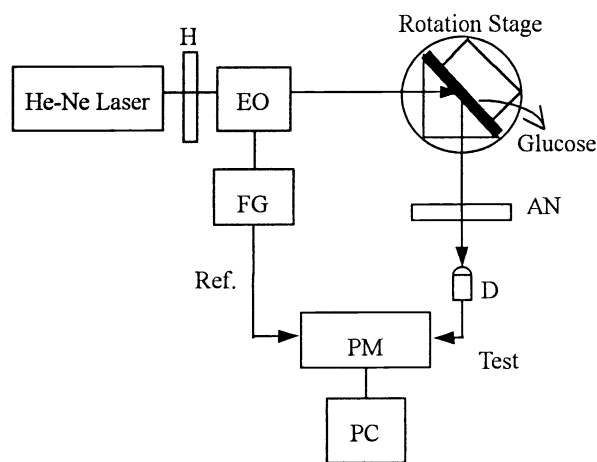 Rotation Stage
H
He-Ne Laser
EO
Glucose
FG
AN
Ref.
D
PM
Test
PC